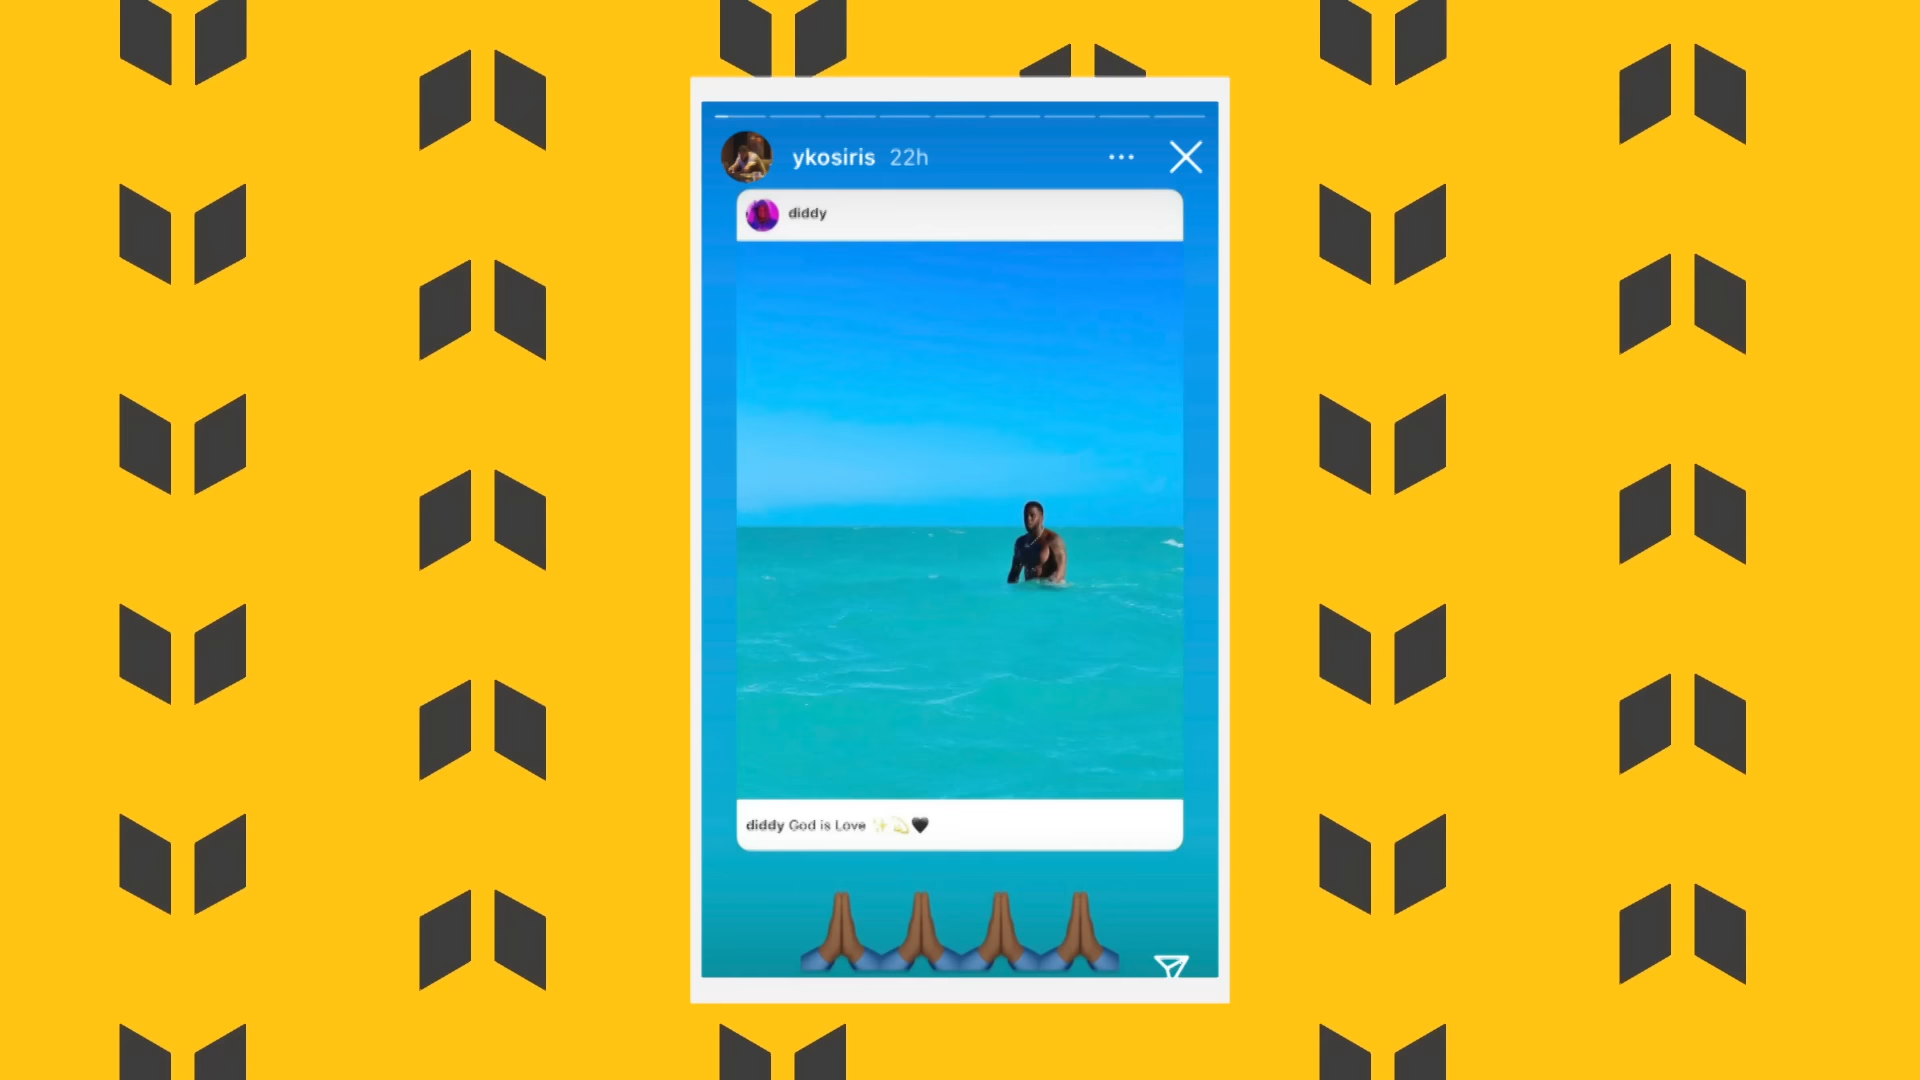 ykosiris 22h
diddy
diddy God is Love ✨💫🖤
🙏🏾🙏🏾🙏🏾🙏🏾